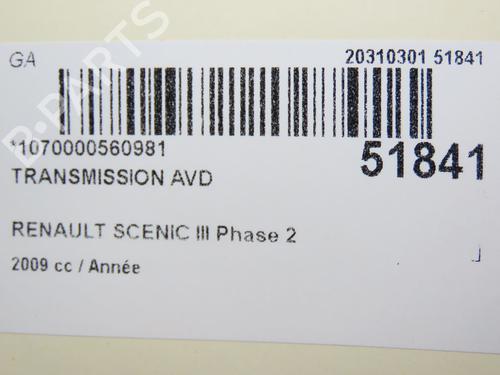 GA
20310301 51841
*1070000560981
51841
TRANSMISSION AVD
RENAULT SCENIC III Phase 2
2009 cc / Année
B-PARTS